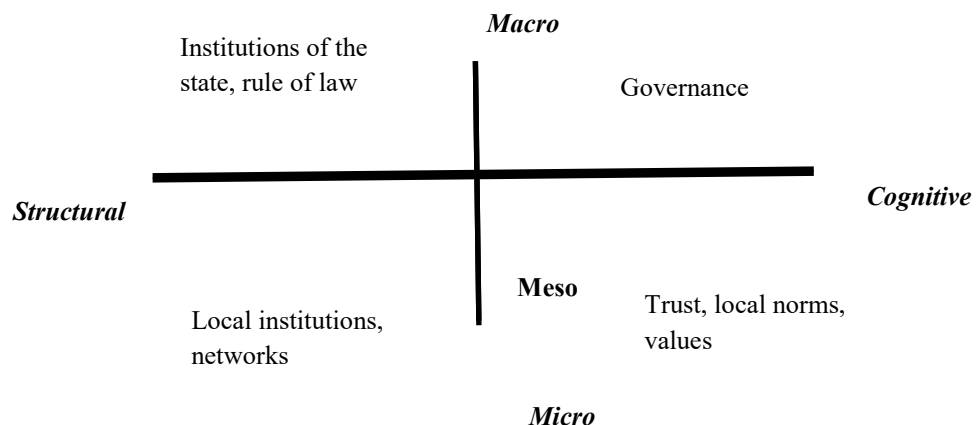 Macro
Institutions of the
state, rule of law
Governance
Structural
Cognitive
Meso
Trust, local norms,
values
Local institutions,
networks
Micro